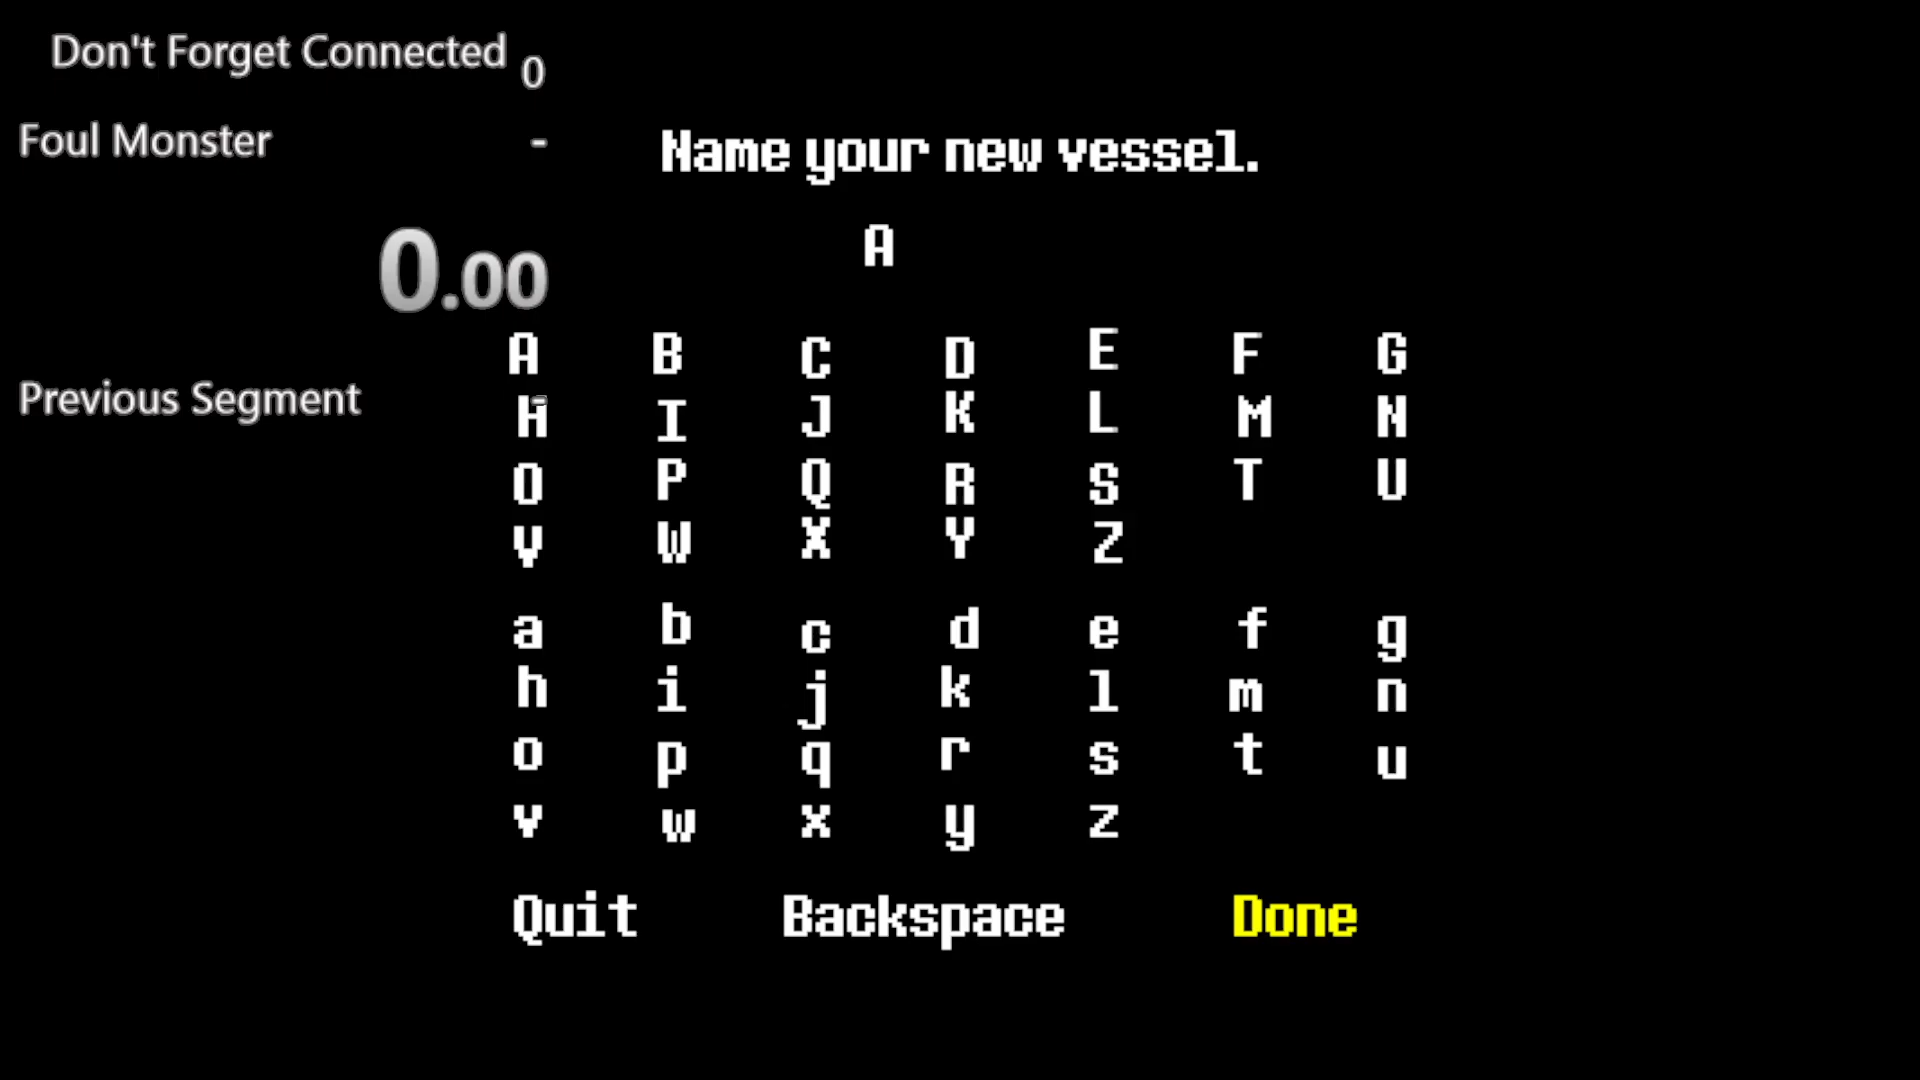 Don't Forget Connected 0
Foul Monster -
Name your new vessel.
A
0.00
A B C D E F G
Previous Segment -
H I J K L M N
O P Q R S T U
V W X Y Z
a b c d e f g
h i j k l m n
o p q r s t u
v w x y z
Quit Backspace Done